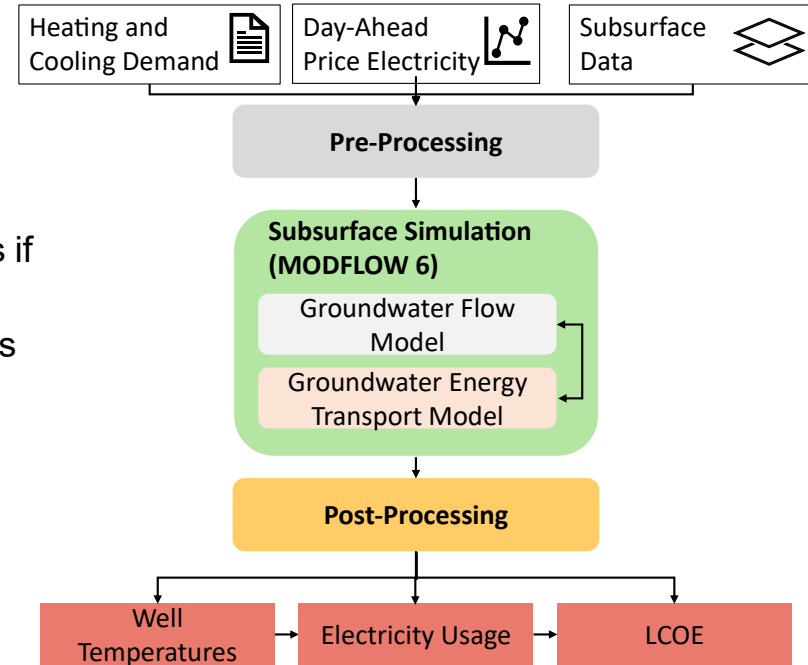 Heating and
Cooling Demand
Day-Ahead
Price Electricity
Subsurface
Data
Pre-Processing
s if
s
Subsurface Simulation
(MODFLOW 6)
Groundwater Flow
Model
Groundwater Energy
Transport Model
Post-Processing
Well
Temperatures
Electricity Usage
LCOE